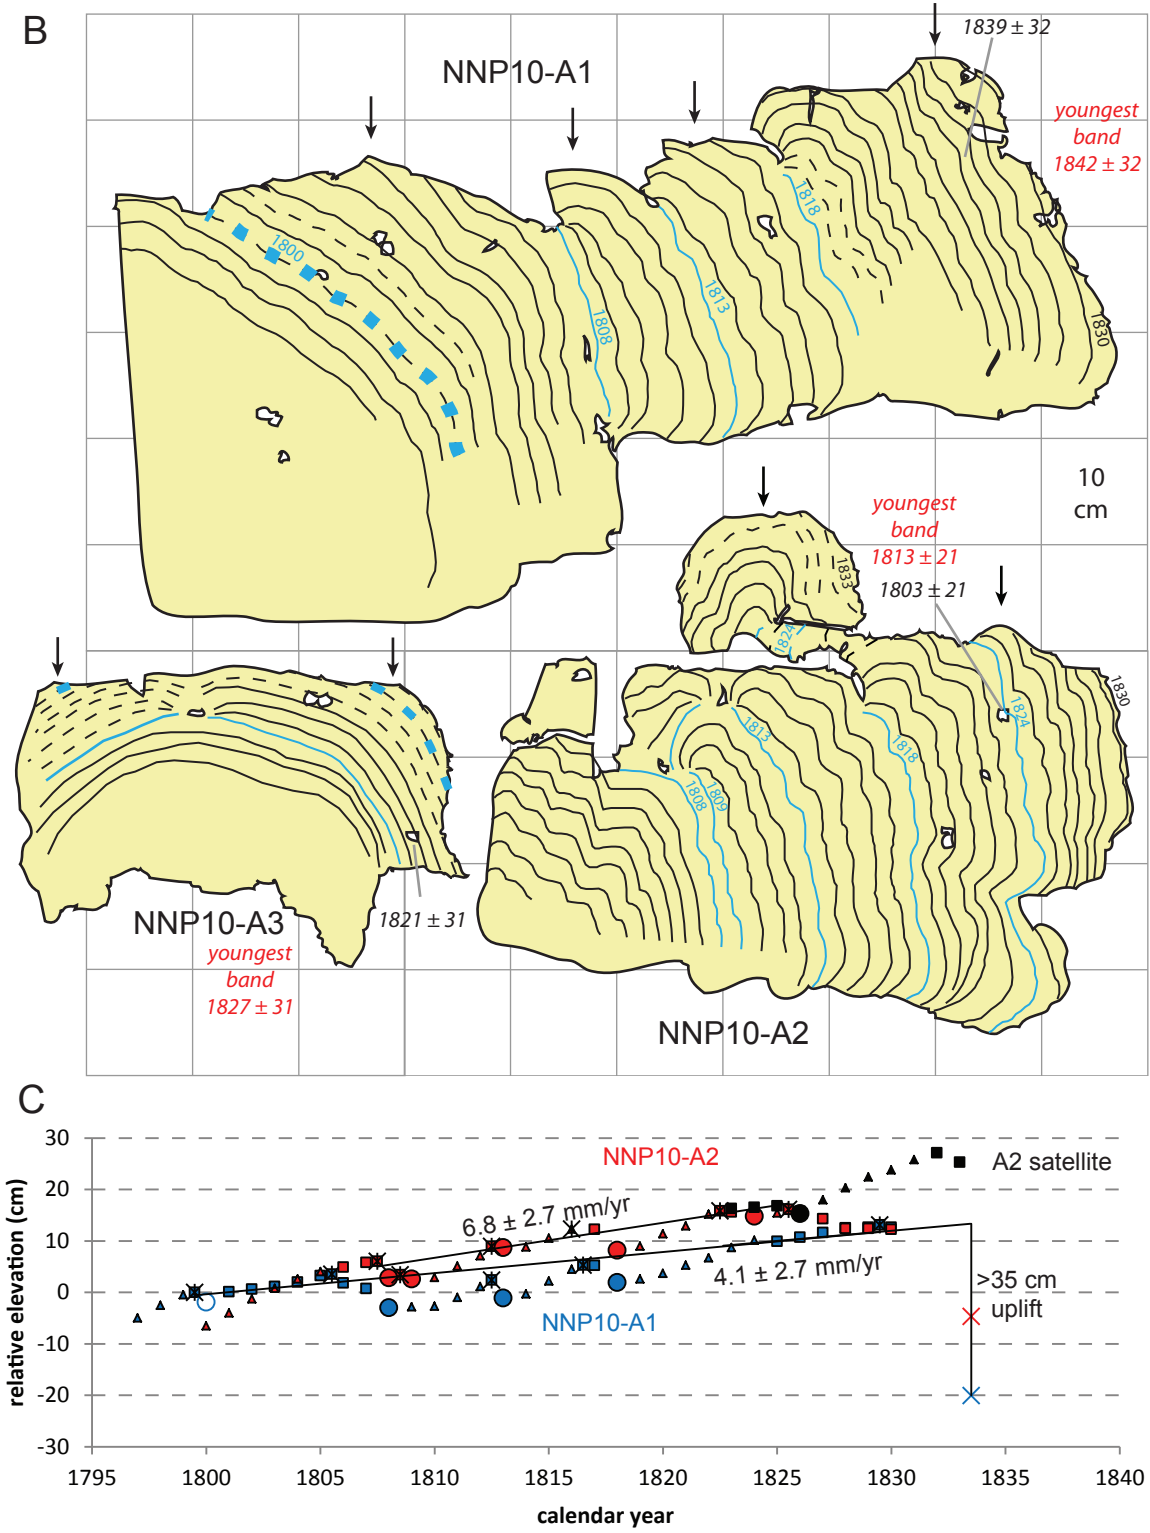 B
NNP10-A1
1839 ± 32
youngest
band
1842 ± 32
1800
1808
1813
1818
1830
10
cm
youngest
band
1813 ± 21
1803 ± 21
1833
1824
1830
1824
1818
1813
1809
1808
NNP10-A3
1821 ± 31
youngest
band
1827 ± 31
NNP10-A2
C
30
20
10
0
-10
-20
-30
relative elevation (cm)
NNP10-A2
A2 satellite
6.8 ± 2.7 mm/yr
4.1 ± 2.7 mm/yr
>35 cm
uplift
NNP10-A1
1795 1800 1805 1810 1816 1820 1825 1830 1835 1840
calendar year